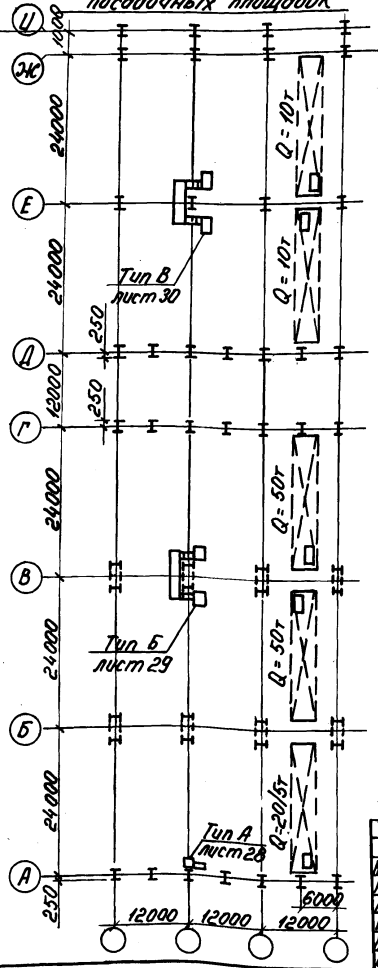 посадочных площадок
И
1000
Ж
24000
Q = 10т
Е
Тип В
лист 30
24000
Q = 10т
250
Д
12000
250
Г
24000
Q = 50т
В
Тип Б
лист 29
24000
Q = 50т
Б
24000
Q = 20/5т
Тип А
лист 28
А
250
6000
12000 12000 12000